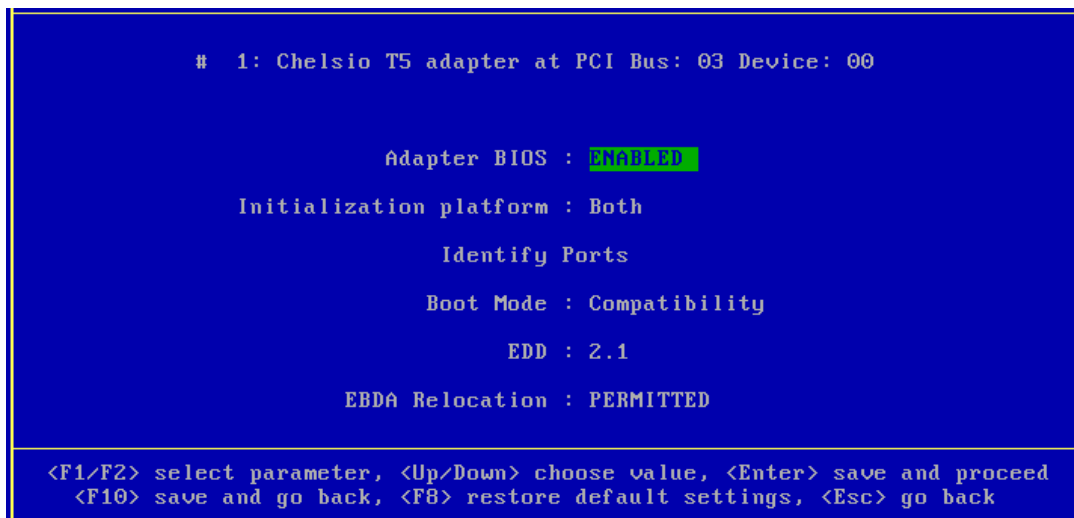 # 1: Chelsio T5 adapter at PCI Bus: 03 Device: 00
Adapter BIOS : ENABLED
Initialization platform : Both
Identify Ports
Boot Mode : Compatibility
EDD : 2.1
EBDA Relocation : PERMITTED
<F1/F2> select parameter, <Up/Down> choose value, <Enter> save and proceed
<F10> save and go back, <F8> restore default settings, <Esc> go back